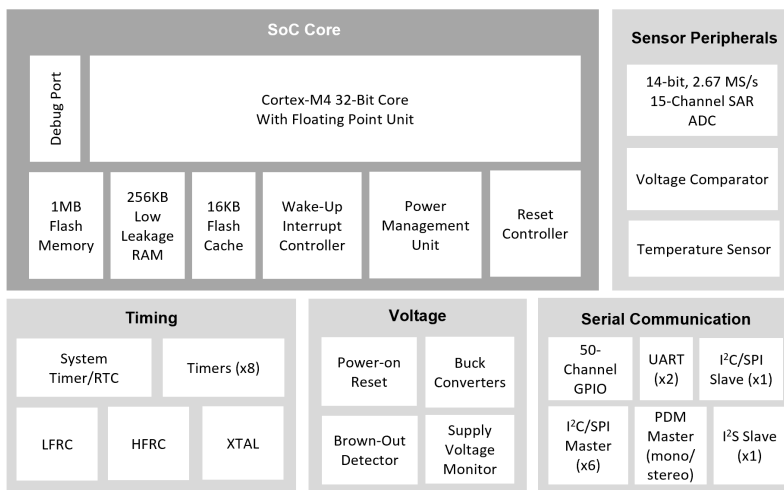 SoC Core
Debug Port
Cortex-M4 32-Bit Core
With Floating Point Unit
1MB
Flash
Memory
256KB
Low
Leakage
RAM
16KB
Flash
Cache
Wake-Up
Interrupt
Controller
Power
Management
Unit
Reset
Controller
Sensor Peripherals
14-bit, 2.67 MS/s
15-Channel SAR
ADC
Voltage Comparator
Temperature Sensor
Timing
System
Timer/RTC
Timers (x8)
LFRC
HFRC
XTAL
Voltage
Power-on
Reset
Buck
Converters
Brown-Out
Detector
Supply
Voltage
Monitor
Serial Communication
50-
Channel
GPIO
UART
(x2)
I²C/SPI
Slave (x1)
I²C/SPI
Master
(x6)
PDM
Master
(mono/
stereo)
I²S Slave
(x1)